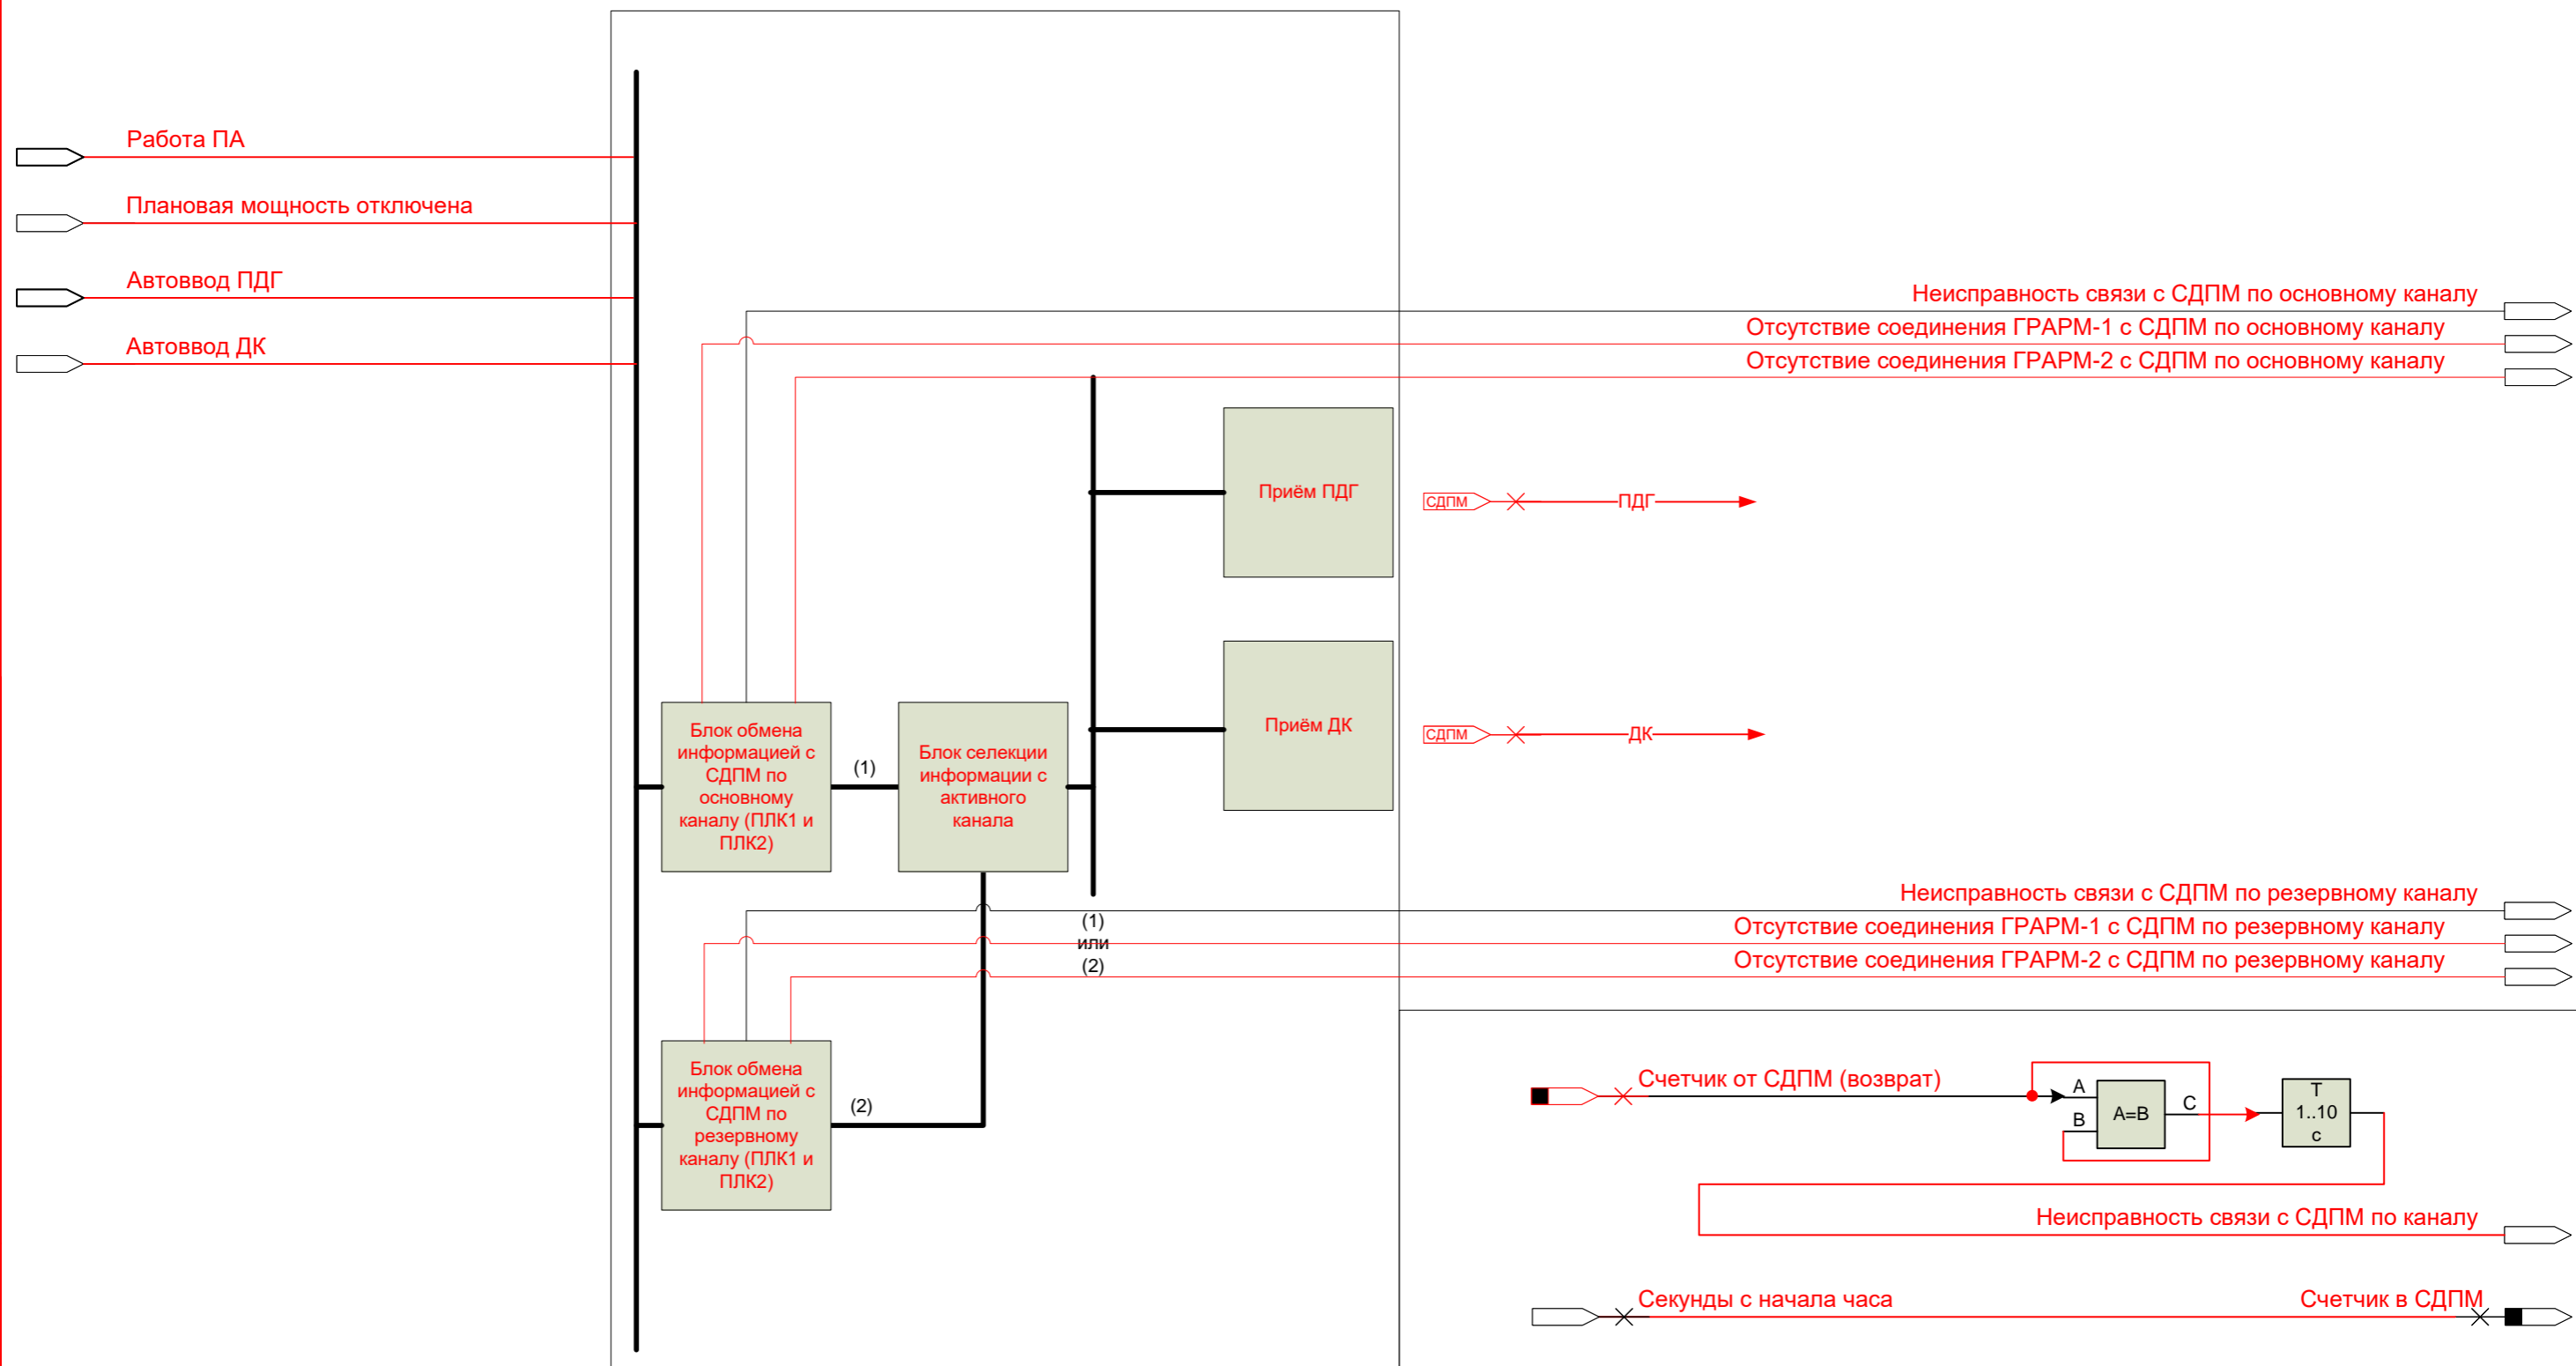 Работа ПА
Плановая мощность отключена
Автоввод ПДГ
Автоввод ДК
Неисправность связи с СДПМ по основному каналу
Отсутствие соединения ГРАРМ-1 с СДПМ по основному каналу
Отсутствие соединения ГРАРМ-2 с СДПМ по основному каналу
Приём ПДГ
СДПМ
ПДГ
Приём ДК
СДПМ
ДК
Блок обмена
информацией с
СДПМ по
основному
каналу (ПЛК1 и
ПЛК2)
(1)
Блок селекции
информации с
активного
канала
Неисправность связи с СДПМ по резервному каналу
(1)
или
(2)
Отсутствие соединения ГРАРМ-1 с СДПМ по резервному каналу
Отсутствие соединения ГРАРМ-2 с СДПМ по резервному каналу
Блок обмена
информацией с
СДПМ по
резервному
каналу (ПЛК1 и
ПЛК2)
(2)
Счетчик от СДПМ (возврат)
A
B
A=B
C
T
1..10
с
Неисправность связи с СДПМ по каналу
Секунды с начала часа
Счетчик в СДПМ